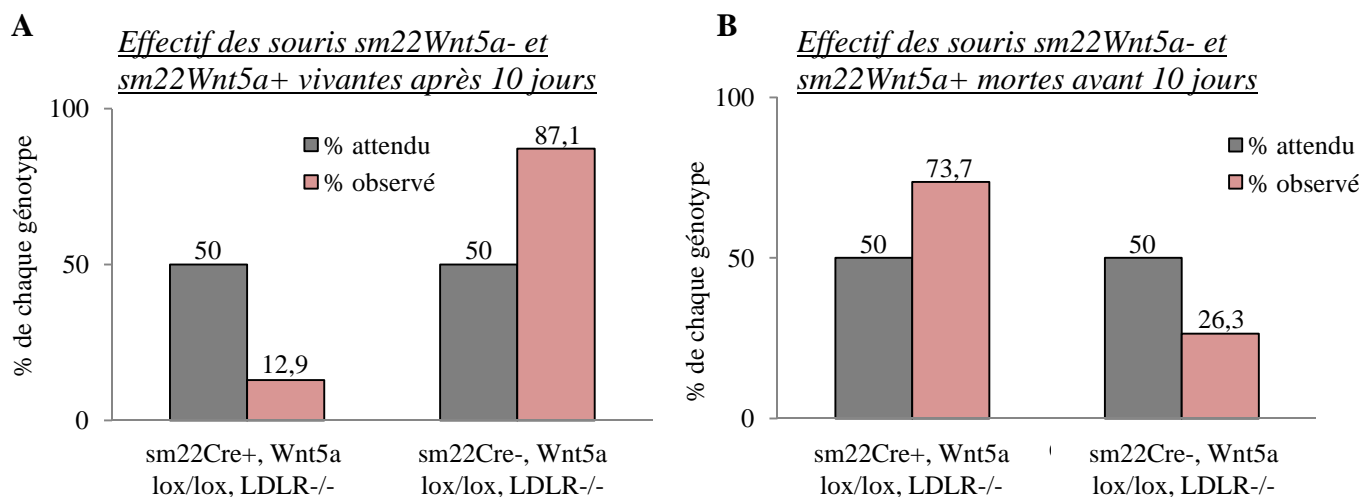 A
Effectif des souris sm22Wnt5a- et
sm22Wnt5a+ vivantes après 10 jours
% de chaque génotype
100
50
0
% attendu
% observé
50
12,9
50
87,1
sm22Cre+, Wnt5a
lox/lox, LDLR-/-
sm22Cre-, Wnt5a
lox/lox, LDLR-/-
B
Effectif des souris sm22Wnt5a- et
sm22Wnt5a+ mortes avant 10 jours
% de chaque génotype
100
50
0
% attendu
% observé
50
73,7
50
26,3
sm22Cre+, Wnt5a
lox/lox, LDLR-/-
sm22Cre-, Wnt5a
lox/lox, LDLR-/-